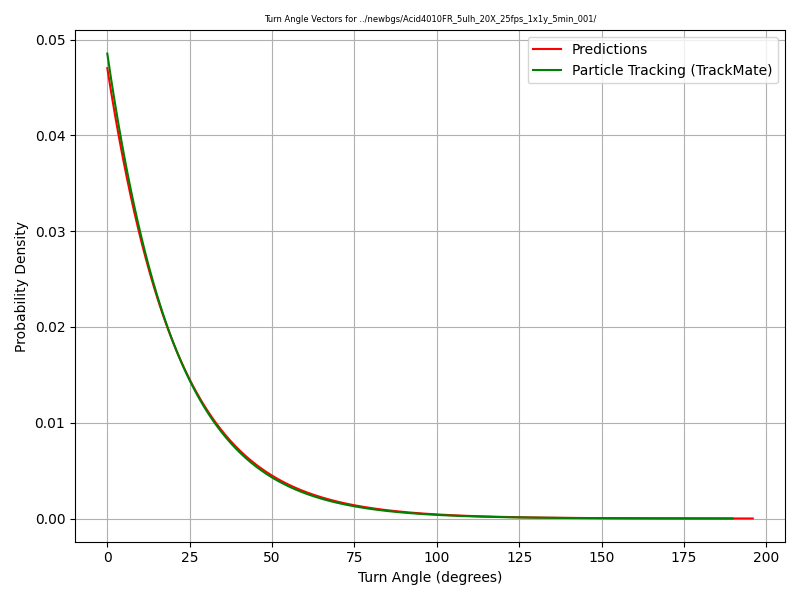 Turn Angle Vectors for ../newbgs/Acid4010FR_5ulh_20X_25fps_1x1y_5min_001/
Predictions
Particle Tracking (TrackMate)
Probability Density
0.05
0.04
0.03
0.02
0.01
0.00
0 25 50 75 100 125 150 175 200
Turn Angle (degrees)